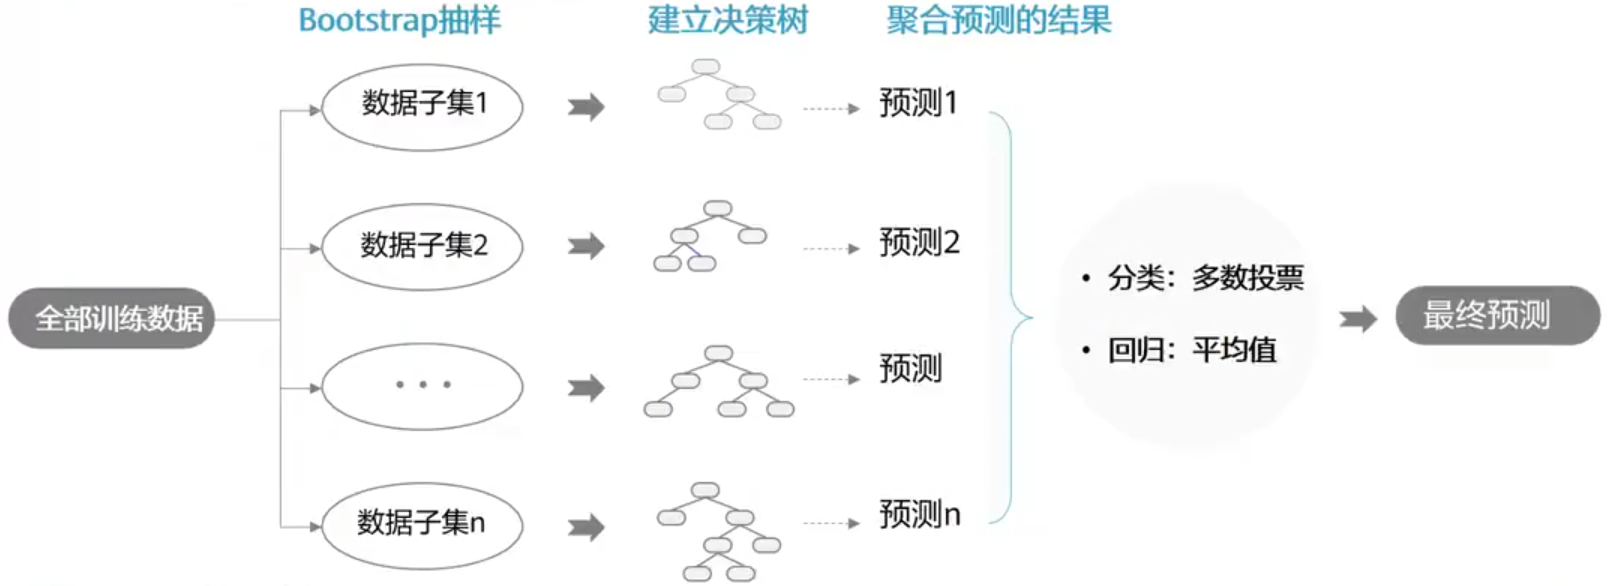 Bootstrap抽样
建立决策树
聚合预测的结果
数据子集1
预测1
数据子集2
预测2
全部训练数据
• 分类：多数投票
• 回归：平均值
最终预测
• • •
预测
数据子集n
预测n